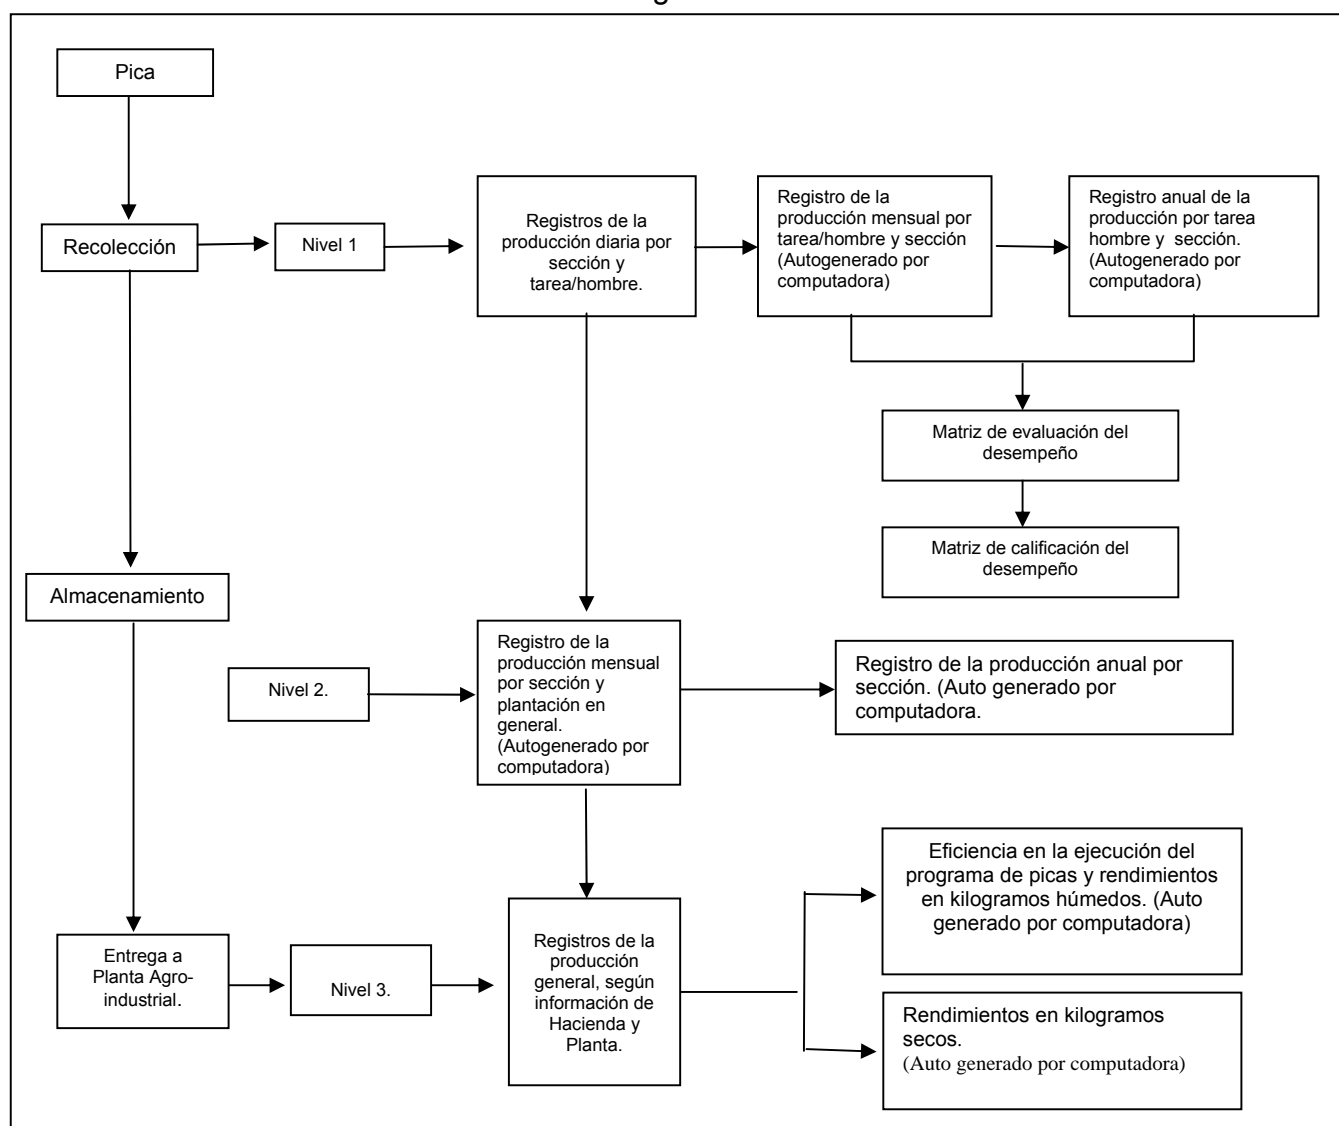 Pica
Recolección
Nivel 1
Registros de la
producción diaria por
sección y
tarea/hombre.
Registro de la
producción mensual por
tarea/hombre y sección
(Autogenerado por
computadora)
Registro anual de la
producción por tarea
hombre y sección.
(Autogenerado por
computadora)
Matriz de evaluación del
desempeño
Matriz de calificación del
desempeño
Almacenamiento
Nivel 2.
Registro de la
producción mensual
por sección y
plantación en
general.
(Autogenerado por
computadora)
Registro de la producción anual por
sección. (Auto generado por
computadora.
Entrega a
Planta Agro-
industrial.
Nivel 3.
Registros de la
producción
general, según
información de
Hacienda y
Planta.
Eficiencia en la ejecución del
programa de picas y rendimientos
en kilogramos húmedos. (Auto
generado por computadora)
Rendimientos en kilogramos
secos.
(Auto generado por computadora)